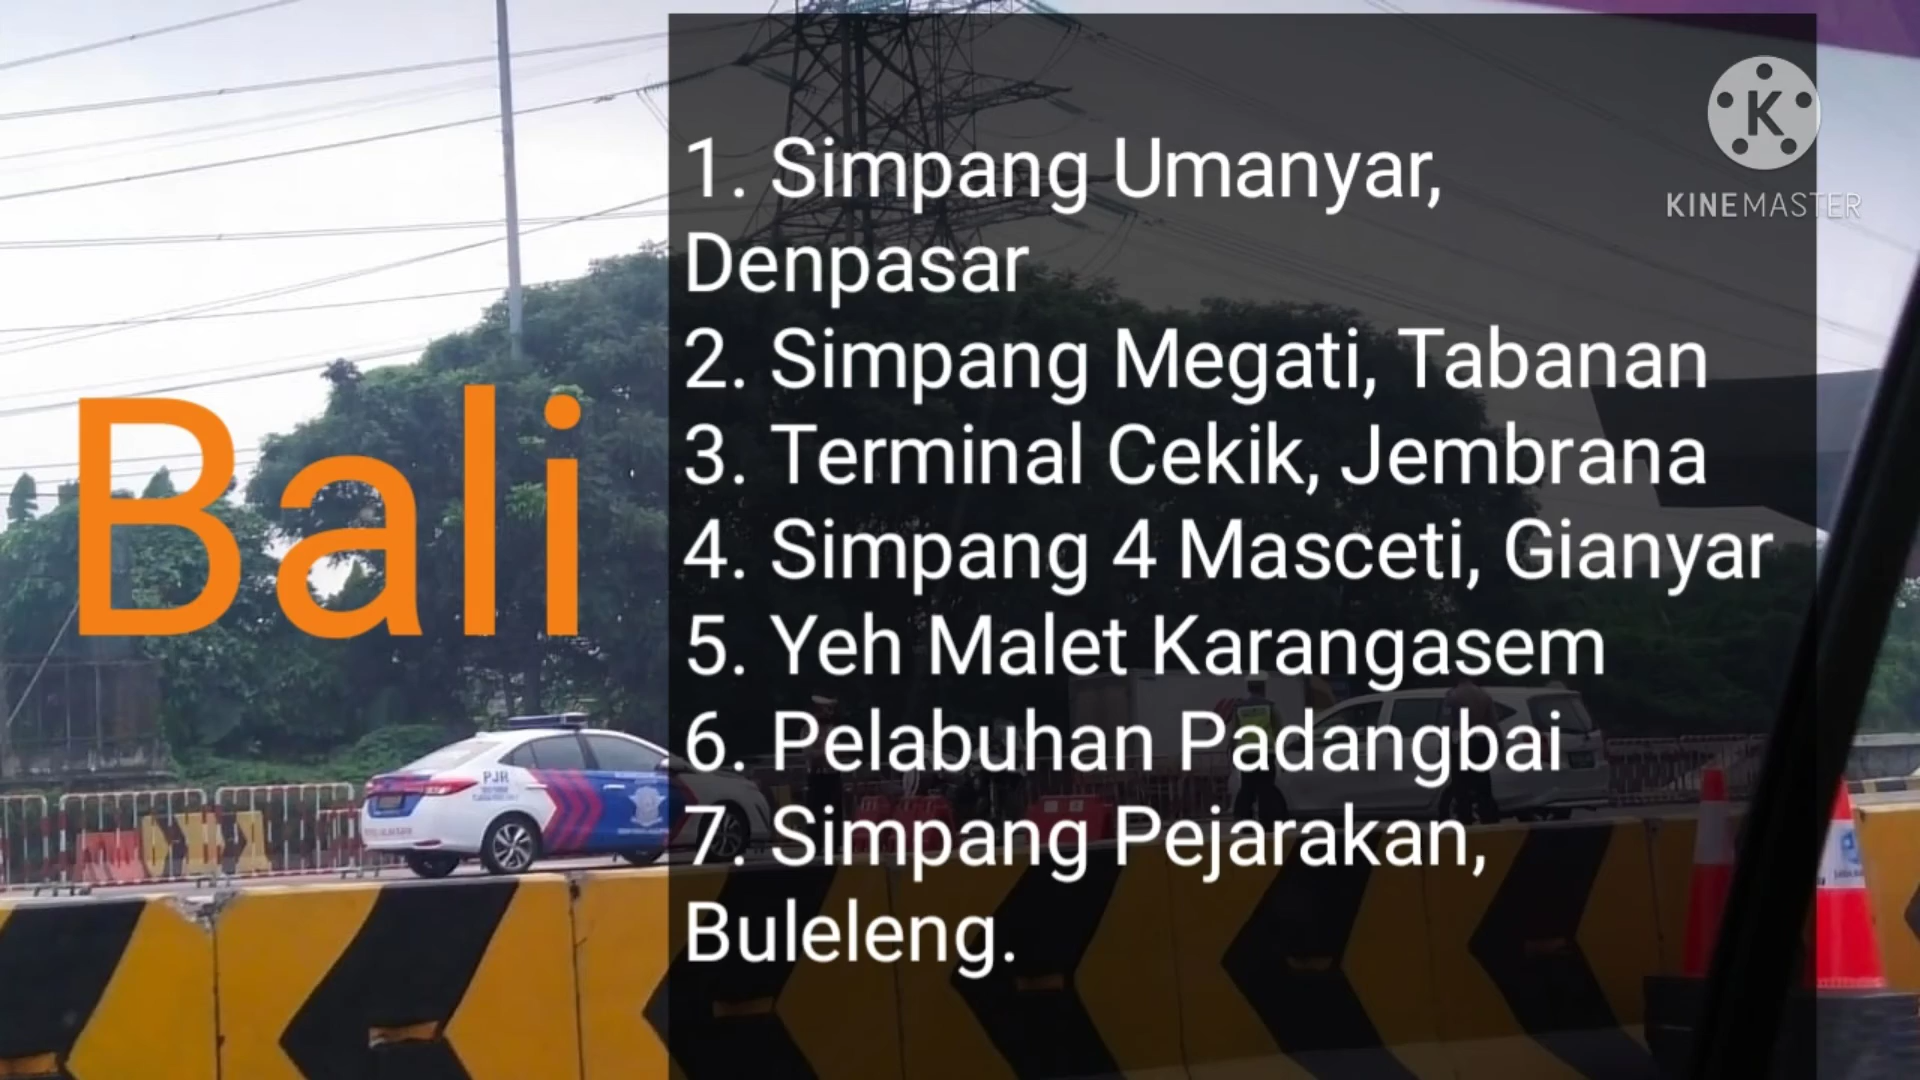 Bali
1. Simpang Umanyar,
Denpasar
2. Simpang Megati, Tabanan
3. Terminal Cekik, Jembrana
4. Simpang 4 Masceti, Gianyar
5. Yeh Malet Karangasem
6. Pelabuhan Padangbai
7. Simpang Pejarakan,
Buleleng.
K
KINEMASTER
PJR